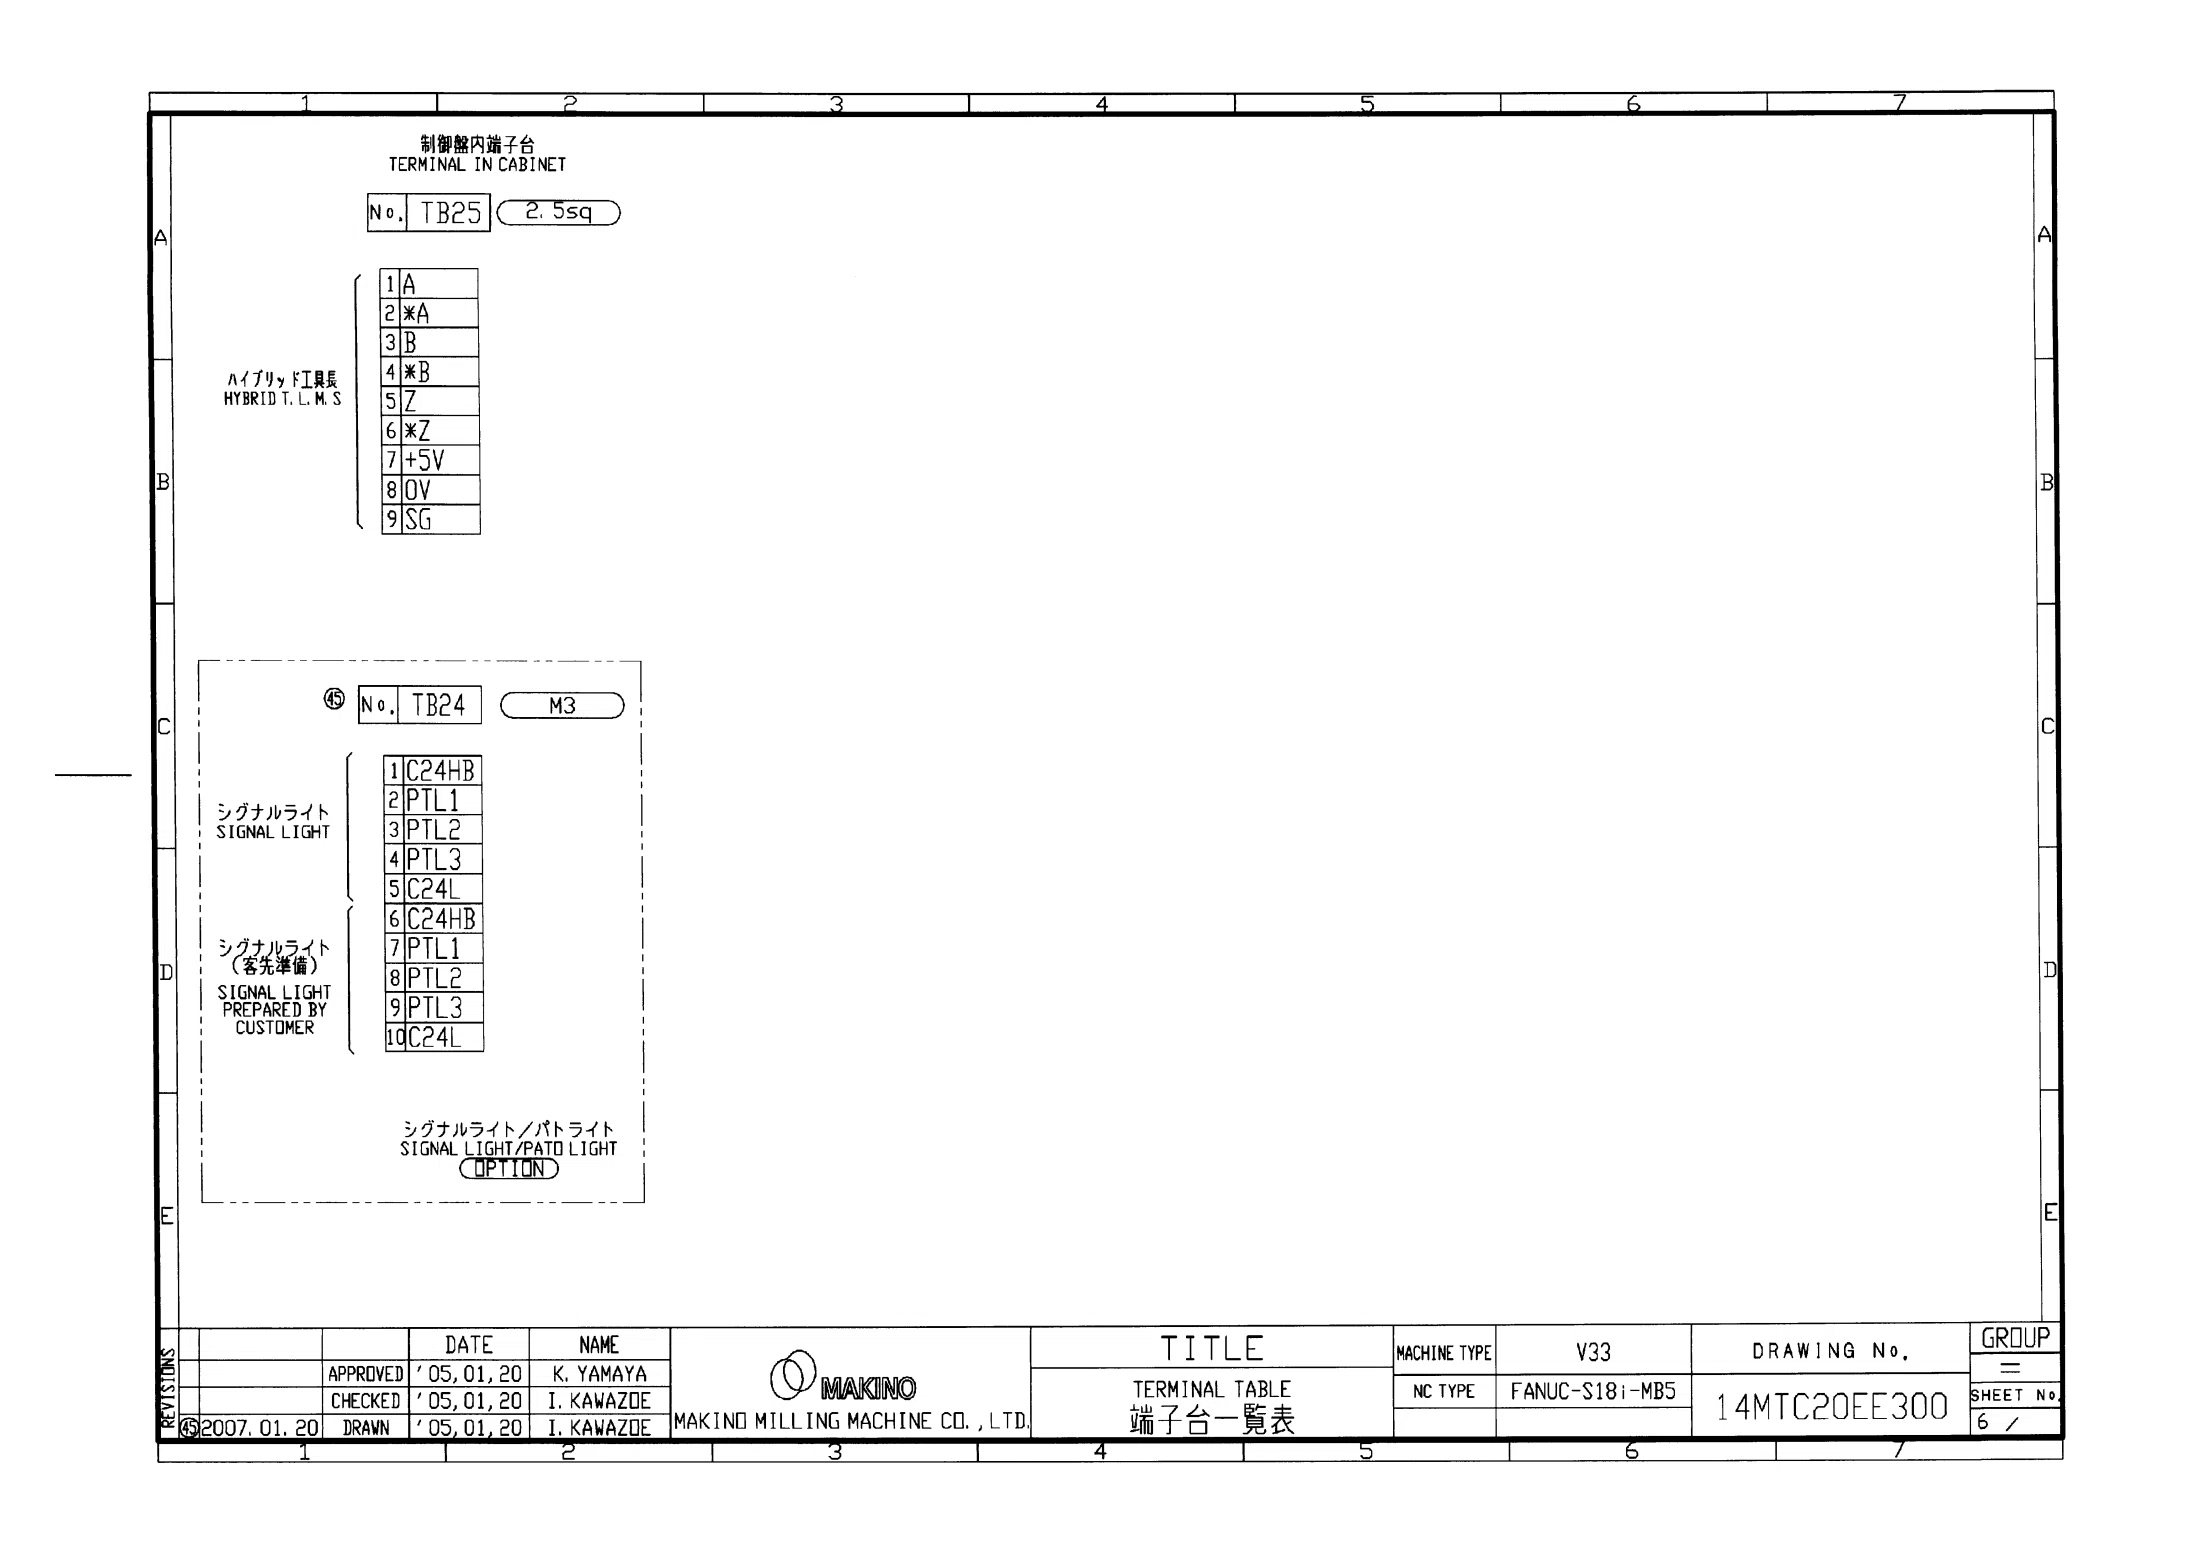 1 2 3 4 5 6 7
制御盤内端子台
TERMINAL IN CABINET
No. TB25 2.5sq
A A
1 A
2 *A
3 B
4 *B
5 Z
6 *Z
7 +5V
8 0V
9 SG
ハイブリッド工具長
HYBRID T.L.M.S
B B
㊺ No. TB24 M3
C C
1 C24HB
2 PTL1
3 PTL2
4 PTL3
5 C24L
6 C24HB
7 PTL1
8 PTL2
9 PTL3
10 C24L
シグナルライト
SIGNAL LIGHT
シグナルライト
(客先準備)
SIGNAL LIGHT
PREPARED BY
CUSTOMER
D D
シグナルライト/パトライト
SIGNAL LIGHT/PATO LIGHT
OPTION
E E
REVISIONS
DATE NAME
APPROVED '05,01,20 K. YAMAYA
CHECKED '05,01,20 I. KAWAZOE
㊺ 2007.01.20 DRAWN '05,01,20 I. KAWAZOE
MAKINO
MAKINO MILLING MACHINE CO.,LTD.
TITLE
TERMINAL TABLE
端子台一覧表
MACHINE TYPE V33
NC TYPE FANUC-S18i-MB5
DRAWING No.
14MTC20EE300
GROUP
=
SHEET No.
6 /
1 2 3 4 5 6 7